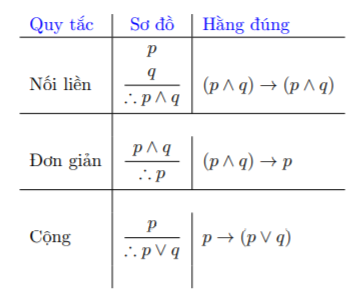 Quy tắc Sơ đồ Hằng đúng
p
q
Nối liền ∴ p ∧ q (p ∧ q) → (p ∧ q)
p ∧ q
Đơn giản ∴ p (p ∧ q) → p
p
Cộng ∴ p ∨ q p → (p ∨ q)